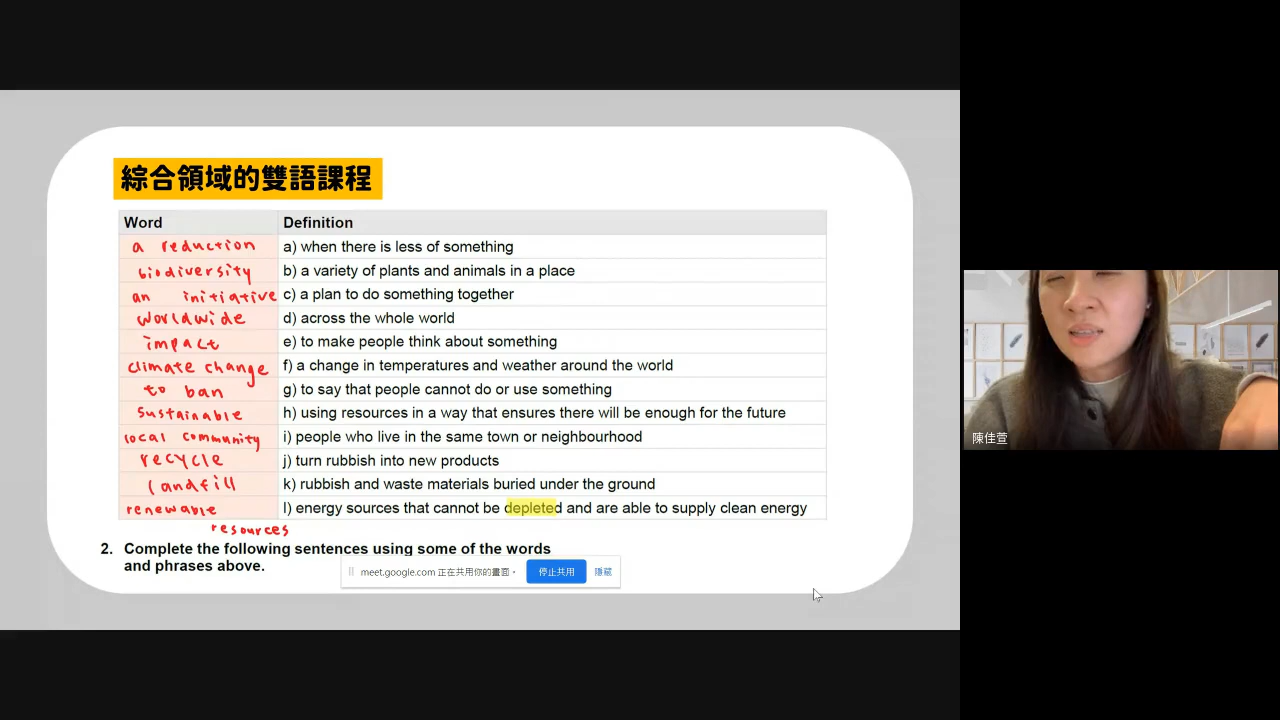 綜合領域的雙語課程
Word Definition
a reduction a) when there is less of something
biodiversity b) a variety of plants and animals in a place
an initiative c) a plan to do something together
worldwide d) across the whole world
impact e) to make people think about something
climate change f) a change in temperatures and weather around the world
to ban g) to say that people cannot do or use something
sustainable h) using resources in a way that ensures there will be enough for the future
local community i) people who live in the same town or neighbourhood
recycle j) turn rubbish into new products
landfill k) rubbish and waste materials buried under the ground
renewable l) energy sources that cannot be depleted and are able to supply clean energy
resources
2. Complete the following sentences using some of the words
and phrases above.
meet.google.com 正在共用你的畫面。 停止共用 隱藏
陳佳萱